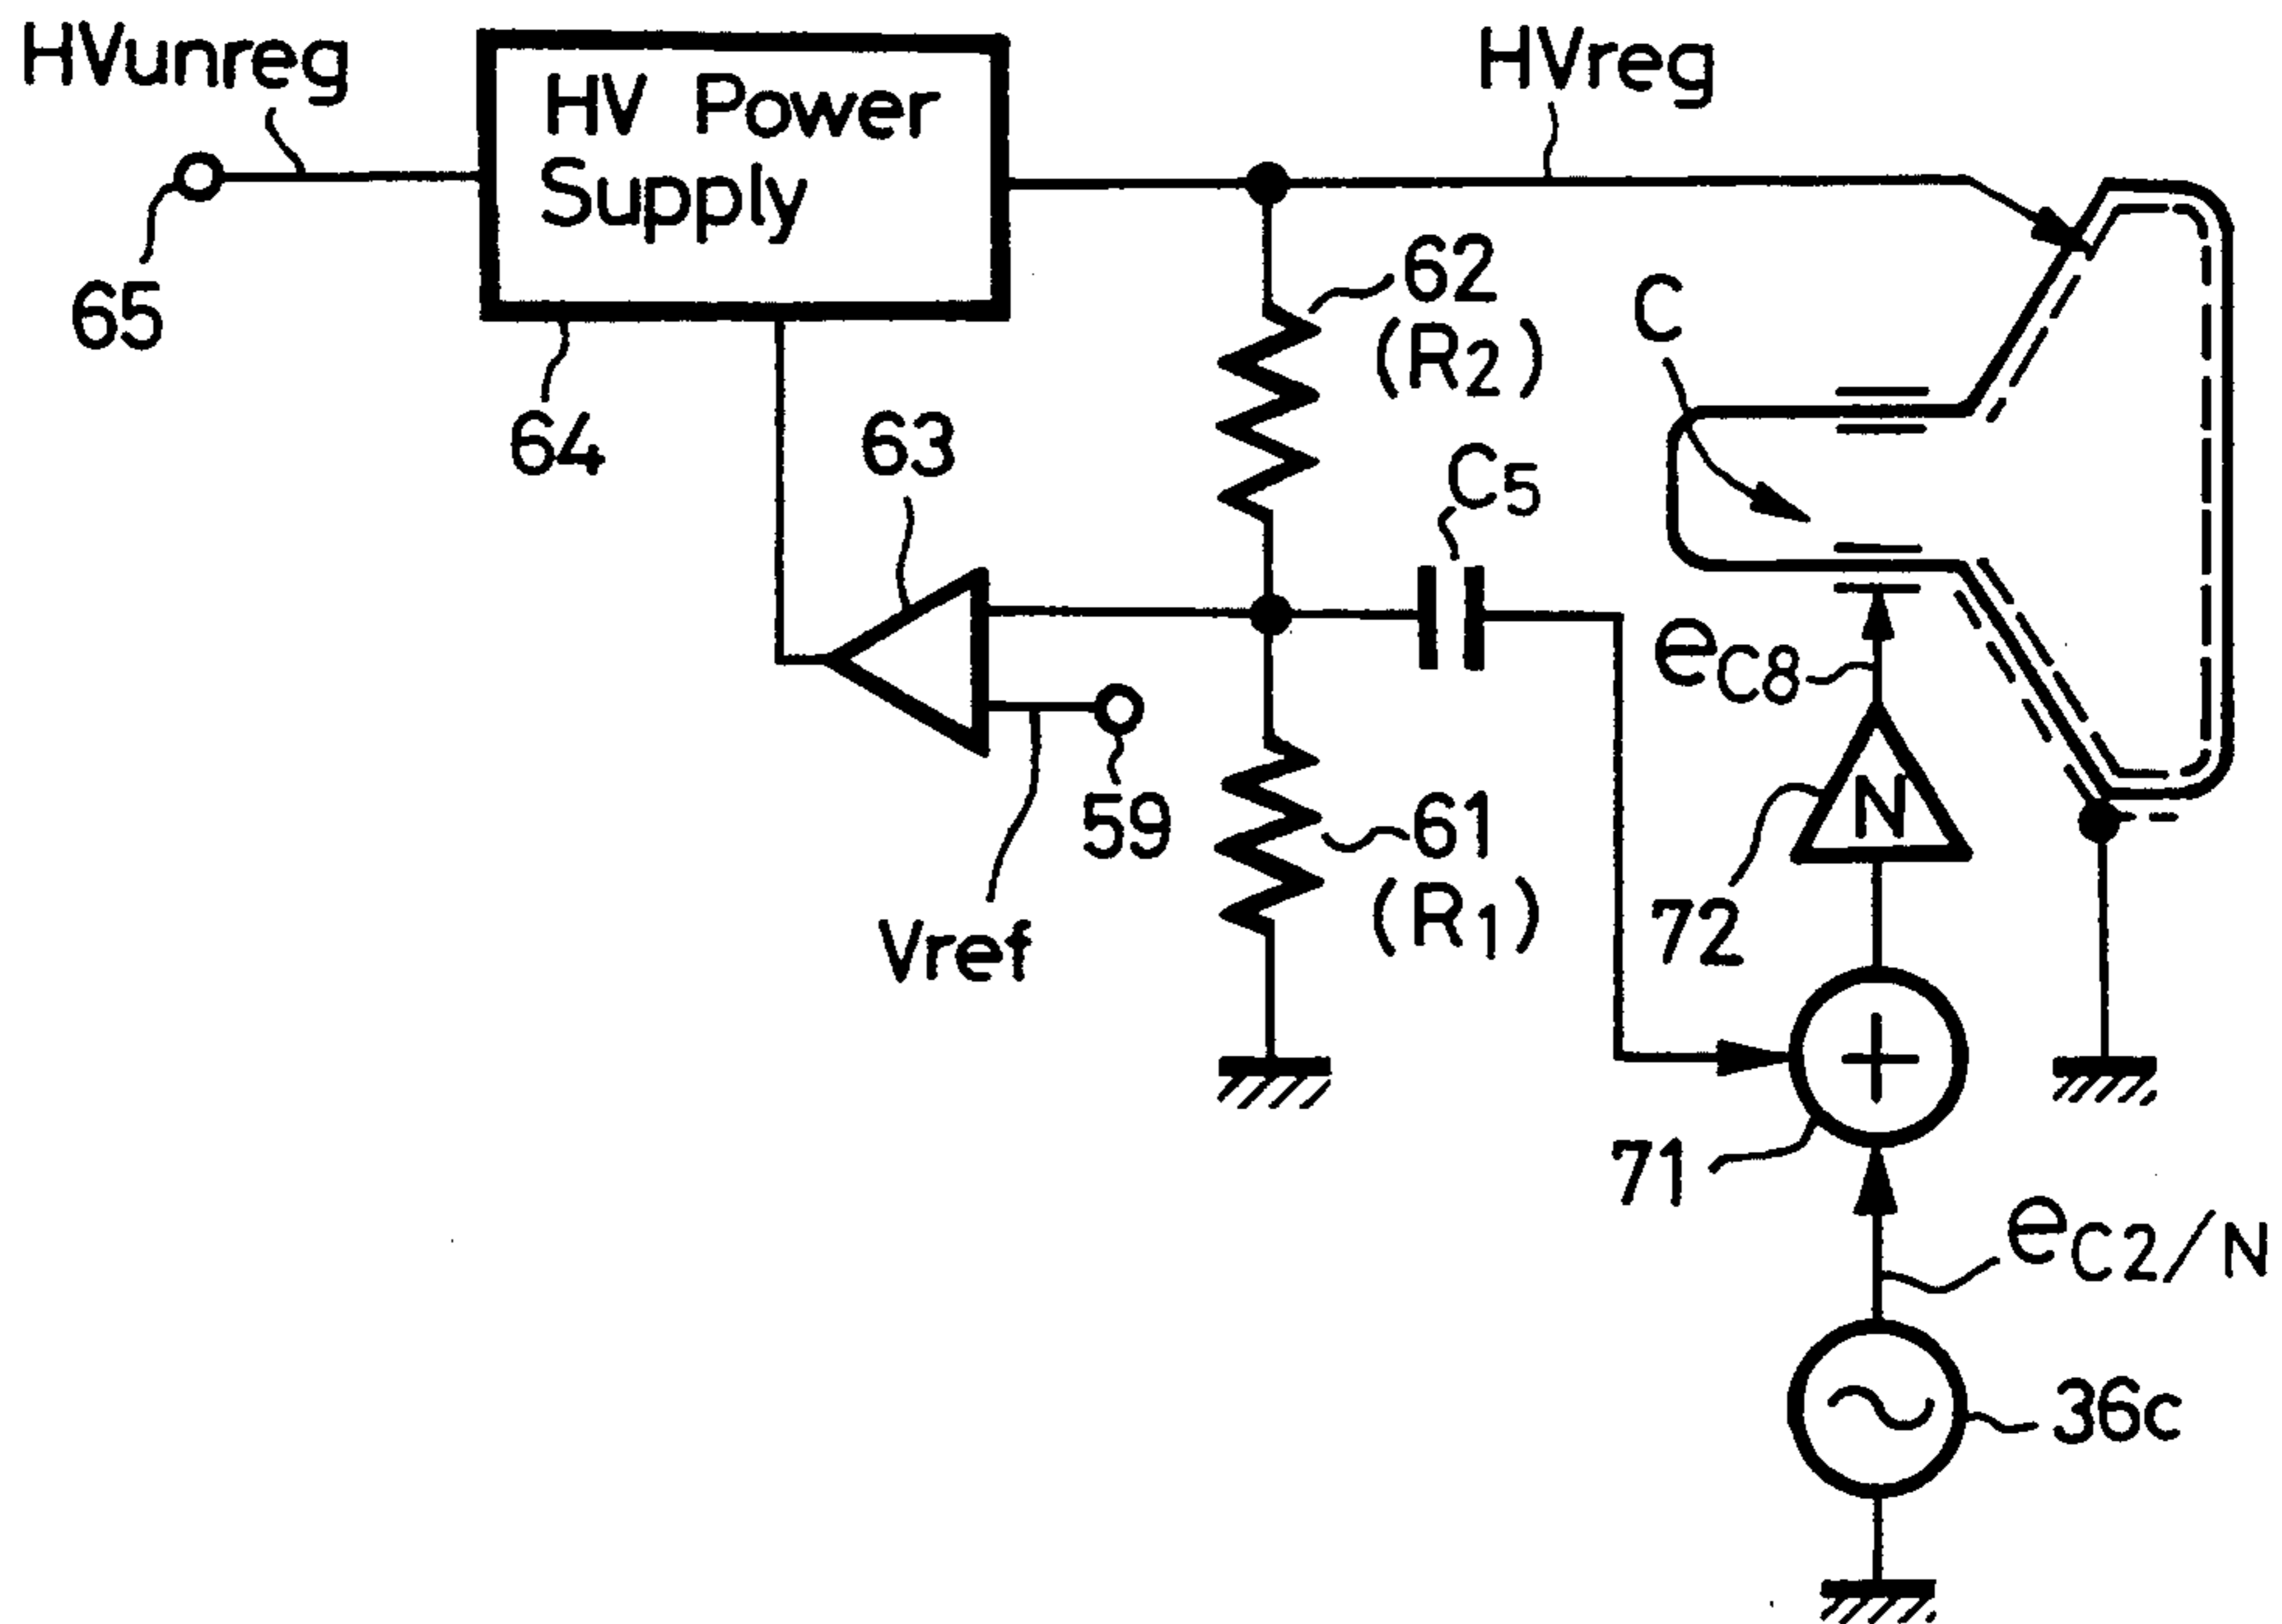 HVunreg
HV Power
Supply
HVreg
65
64
63
62
(R2)
C
C5
eC8
59
61
(R1)
N
72
Vref
+
71
eC2/N
36c